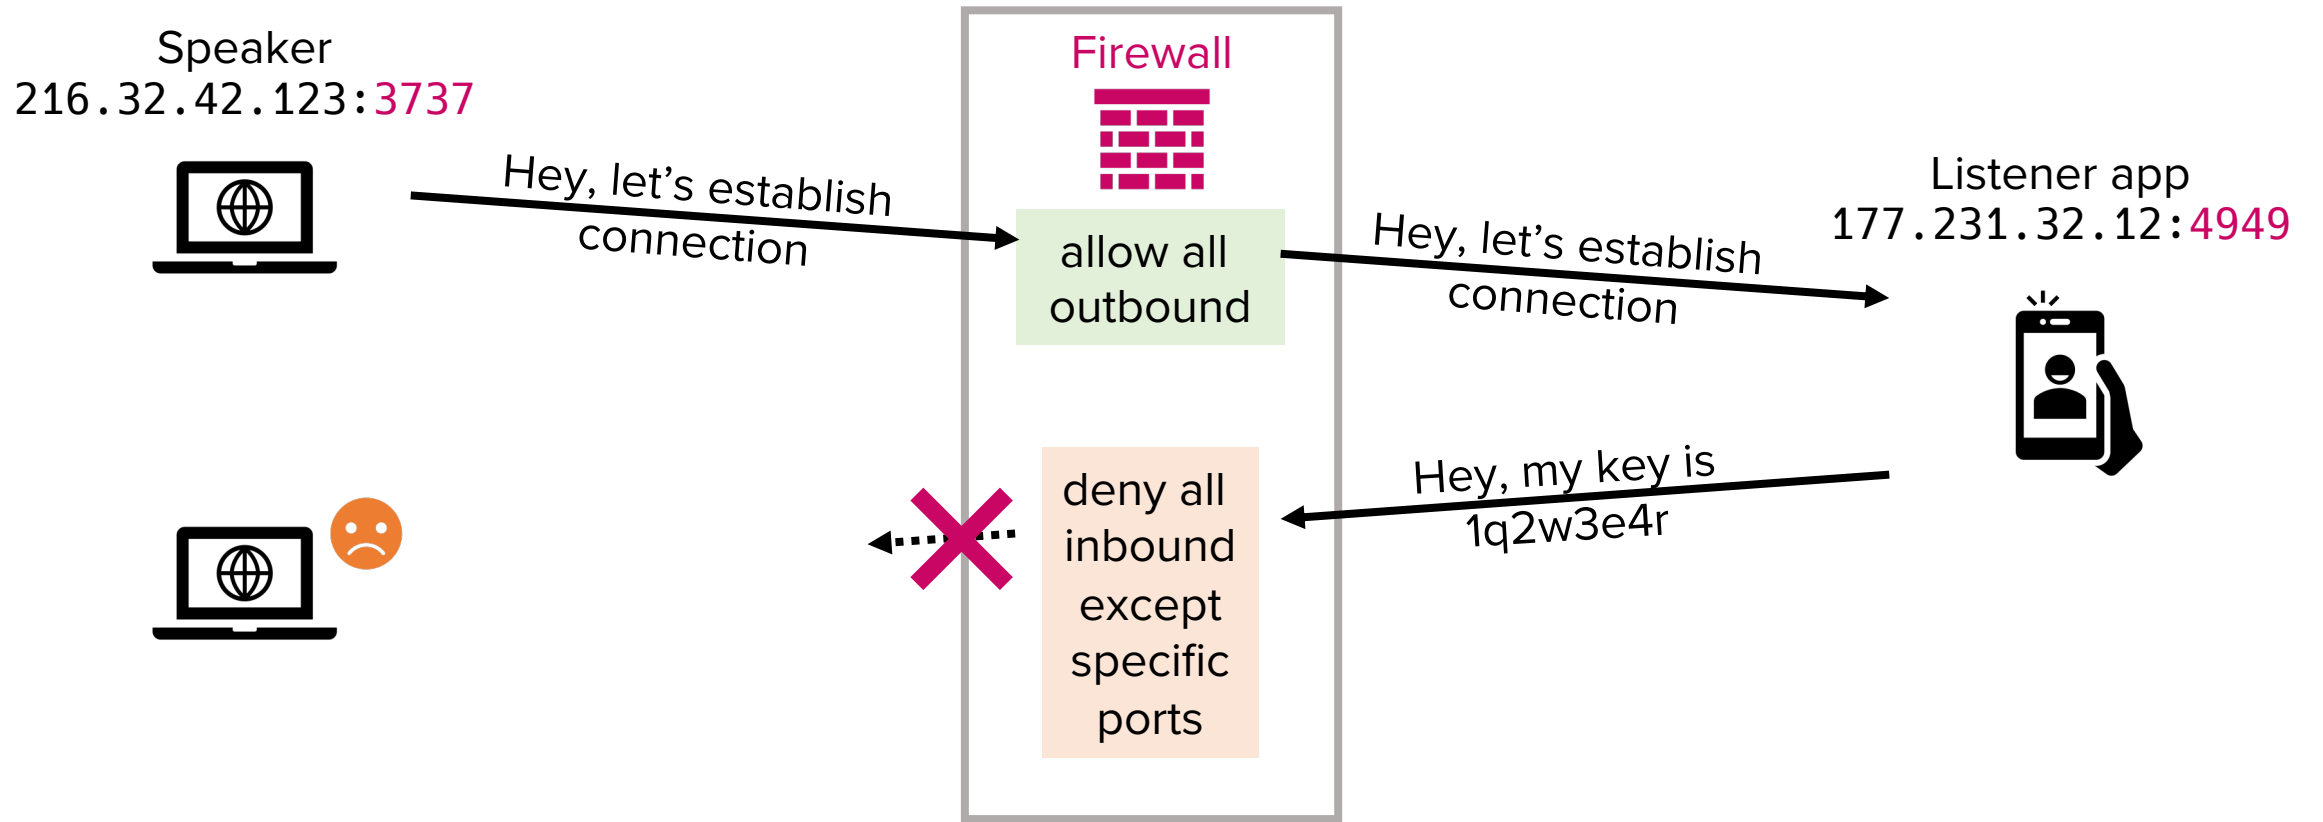 Speaker
216.32.42.123:3737
Firewall
Hey, let's establish
connection
allow all
outbound
Hey, let's establish
connection
Listener app
177.231.32.12:4949
deny all
inbound
except
specific
ports
Hey, my key is
1q2w3e4r